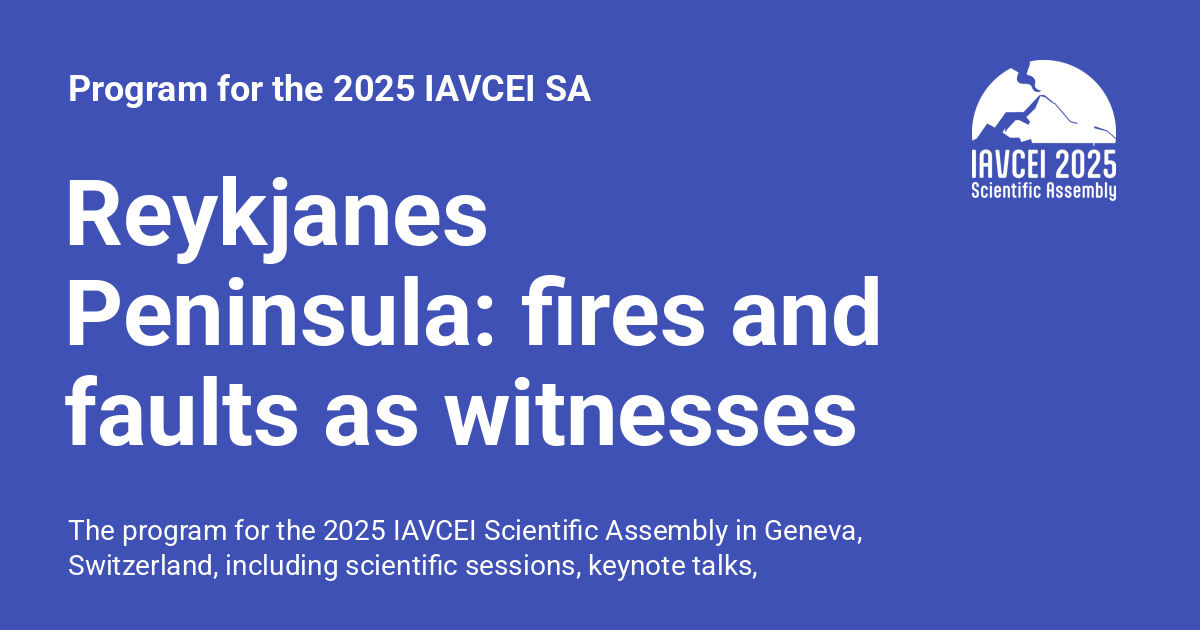 Program for the 2025 IAVCEI SA
IAVCEI 2025
Scientific Assembly
Reykjanes
Peninsula: fires and
faults as witnesses
The program for the 2025 IAVCEI Scientific Assembly in Geneva,
Switzerland, including scientific sessions, keynote talks,